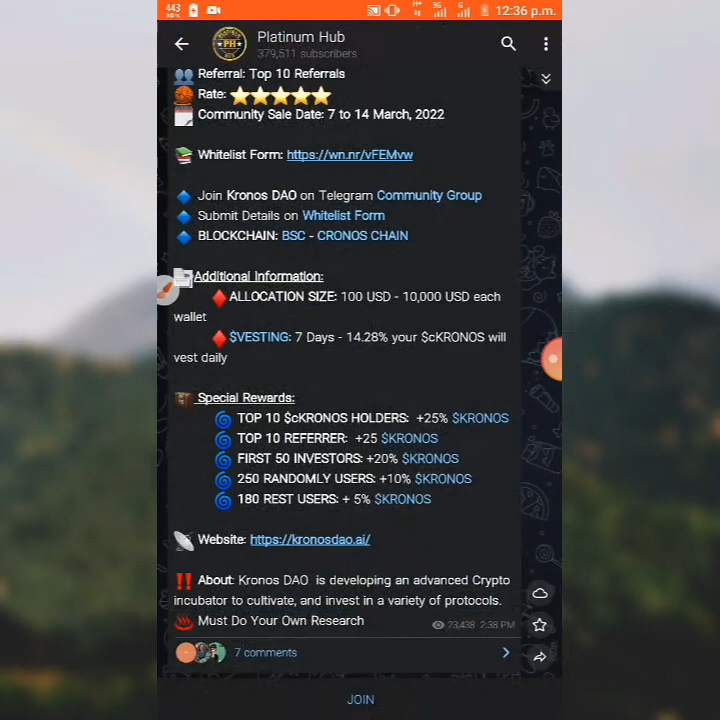 443
KB/s
H+
3G
G
12:36 p.m.
Platinum Hub
379,511 subscribers
PH
Referral: Top 10 Referrals
Rate:
Community Sale Date: 7 to 14 March, 2022
Whitelist Form: https://wn.nr/vFEMvw
Join Kronos DAO on Telegram Community Group
Submit Details on Whitelist Form
BLOCKCHAIN: BSC - CRONOS CHAIN
Additional Information:
ALLOCATION SIZE: 100 USD - 10,000 USD each
wallet
$VESTING: 7 Days - 14.28% your $cKRONOS will
vest daily
Special Rewards:
TOP 10 $cKRONOS HOLDERS: +25% $KRONOS
TOP 10 REFERRER: +25 $KRONOS
FIRST 50 INVESTORS: +20% $KRONOS
250 RANDOMLY USERS: +10% $KRONOS
180 REST USERS: + 5% $KRONOS
Website: https://kronosdao.ai/
About: Kronos DAO is developing an advanced Crypto
incubator to cultivate, and invest in a variety of protocols.
Must Do Your Own Research
23,438 2:38 PM
7 comments
JOIN